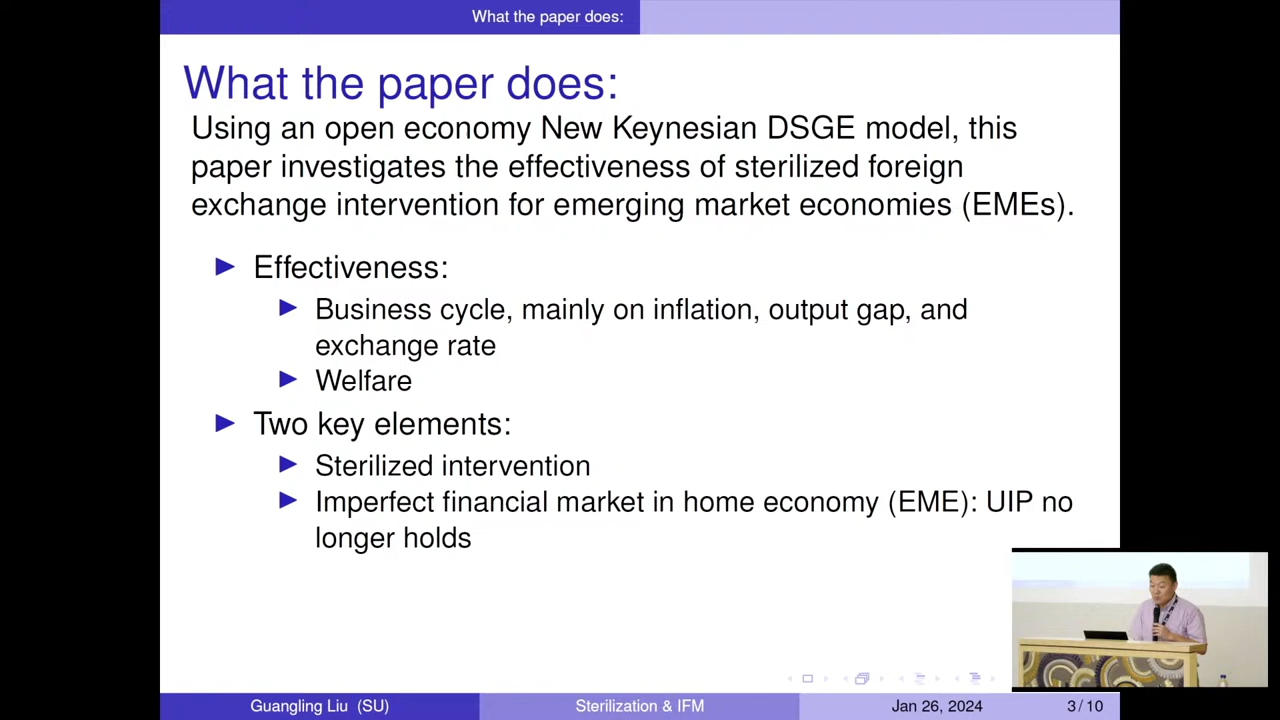 What the paper does:
What the paper does:
Using an open economy New Keynesian DSGE model, this
paper investigates the effectiveness of sterilized foreign
exchange intervention for emerging market economies (EMEs).
Effectiveness:
Business cycle, mainly on inflation, output gap, and
exchange rate
Welfare
Two key elements:
Sterilized intervention
Imperfect financial market in home economy (EME): UIP no
longer holds
Guangling Liu (SU) Sterilization & IFM Jan 26, 2024 3 / 10